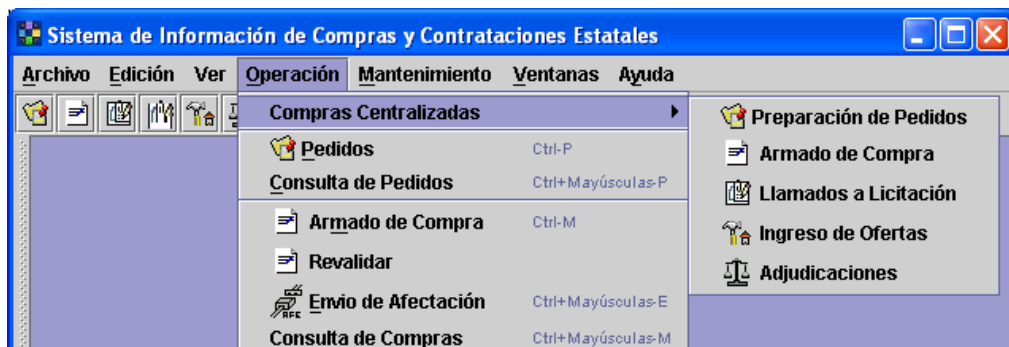 Sistema de Información de Compras y Contrataciones Estatales
Archivo Edición Ver Operación Mantenimiento Ventanas Ayuda
Compras Centralizadas
Pedidos Ctrl-P
Consulta de Pedidos Ctrl+Mayúsculas-P
Armado de Compra Ctrl-M
Revalidar
AFE Envio de Afectación Ctrl+Mayúsculas-E
Consulta de Compras Ctrl+Mayúsculas-M
Preparación de Pedidos
Armado de Compra
Llamados a Licitación
Ingreso de Ofertas
Adjudicaciones